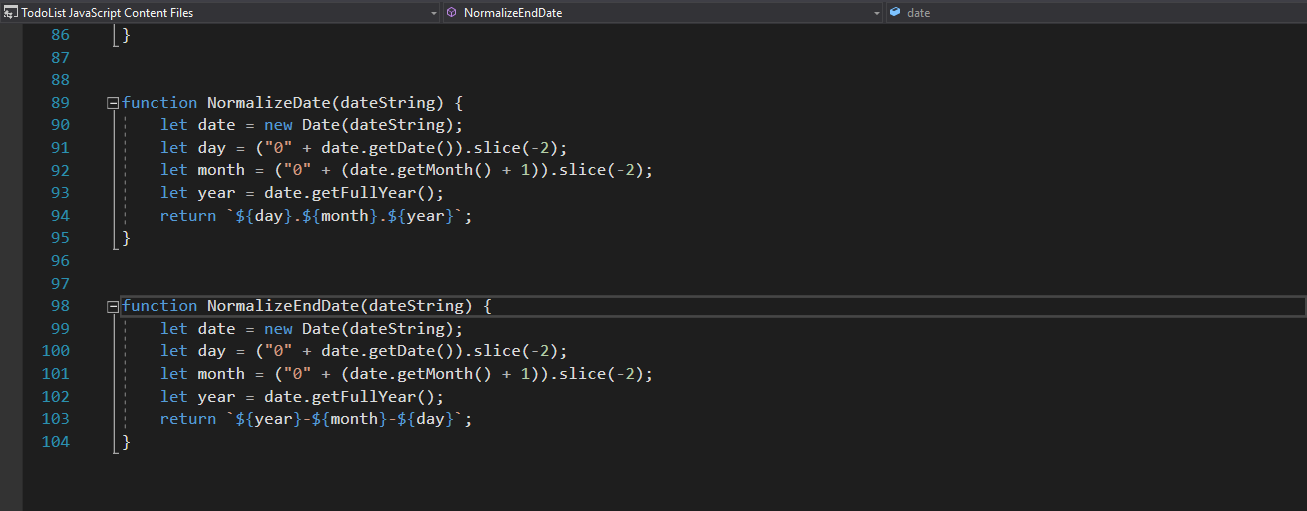 TodoList JavaScript Content Files NormalizeEndDate date
86 }
87
88
89 function NormalizeDate(dateString) {
90 let date = new Date(dateString);
91 let day = ("0" + date.getDate()).slice(-2);
92 let month = ("0" + (date.getMonth() + 1)).slice(-2);
93 let year = date.getFullYear();
94 return `${day}.${month}.${year}`;
95 }
96
97
98 function NormalizeEndDate(dateString) {
99 let date = new Date(dateString);
100 let day = ("0" + date.getDate()).slice(-2);
101 let month = ("0" + (date.getMonth() + 1)).slice(-2);
102 let year = date.getFullYear();
103 return `${year}-${month}-${day}`;
104 }